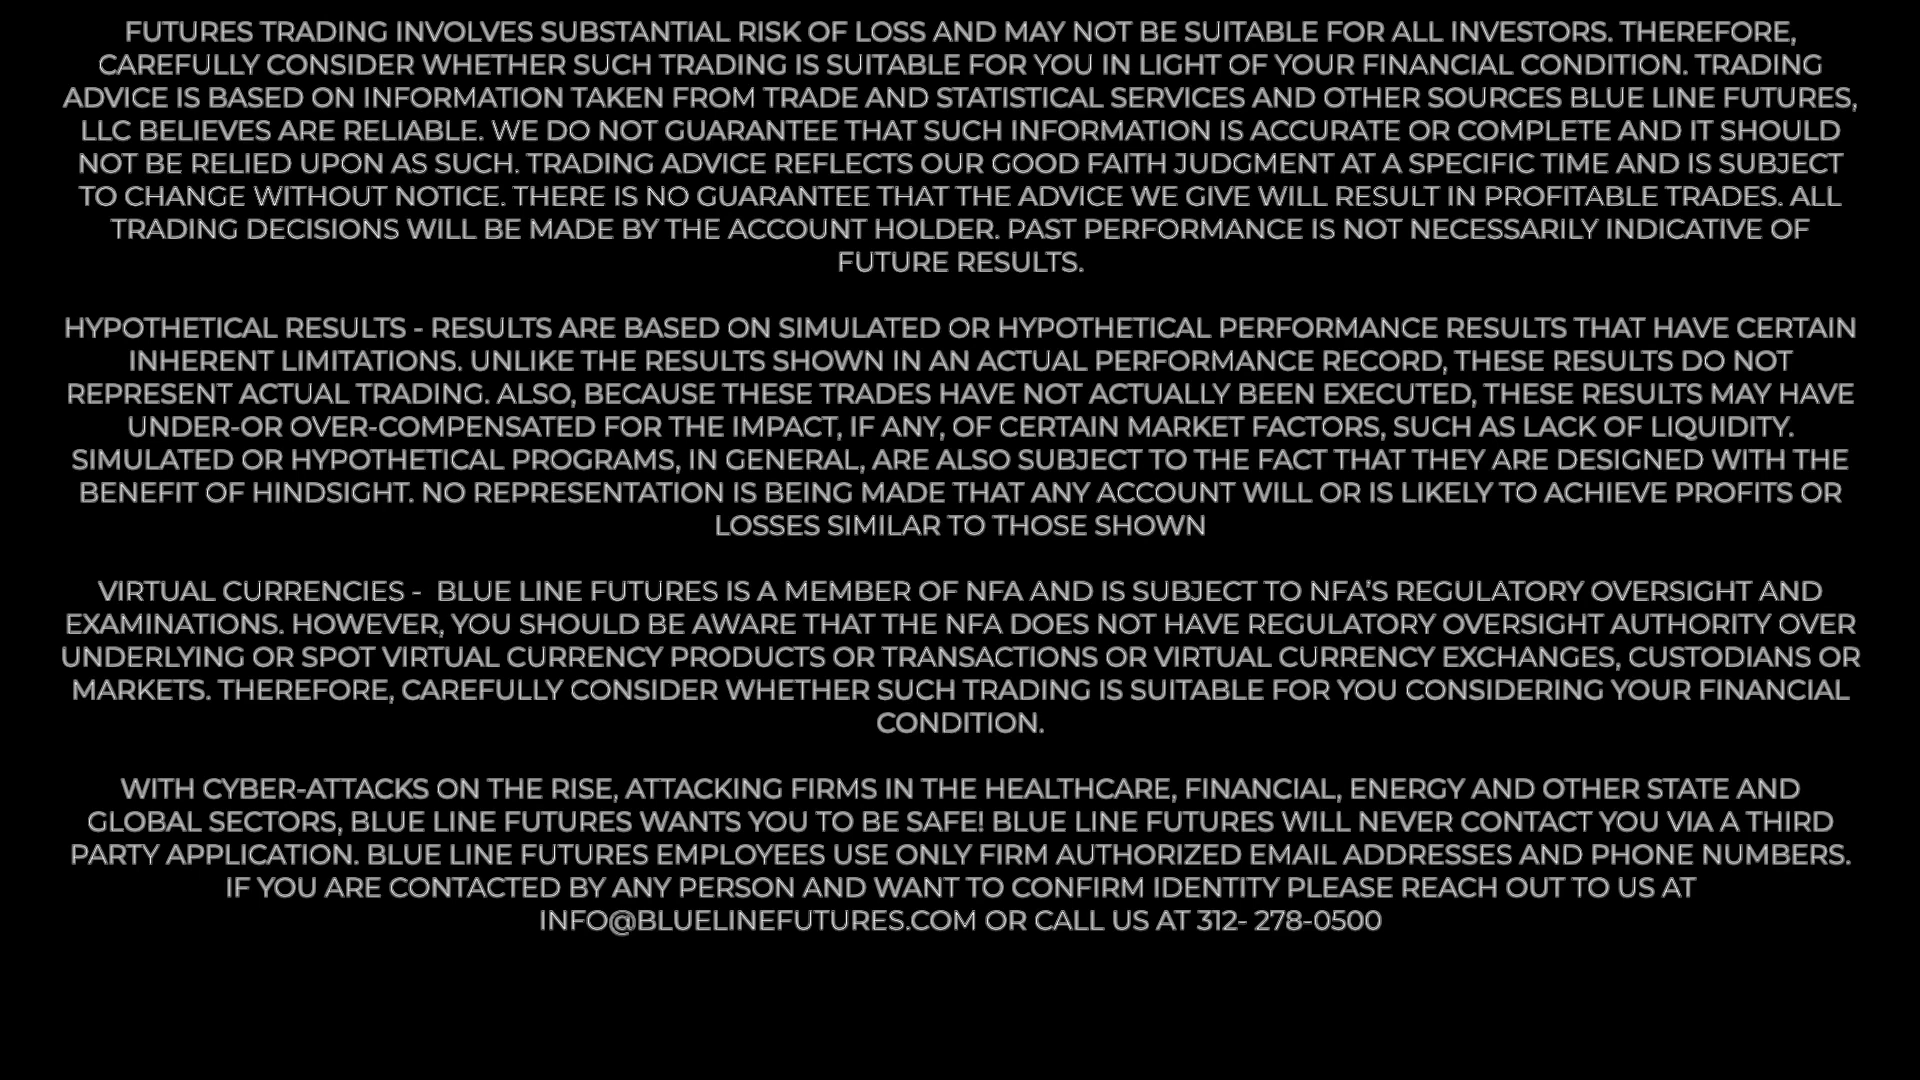 FUTURES TRADING INVOLVES SUBSTANTIAL RISK OF LOSS AND MAY NOT BE SUITABLE FOR ALL INVESTORS. THEREFORE,
CAREFULLY CONSIDER WHETHER SUCH TRADING IS SUITABLE FOR YOU IN LIGHT OF YOUR FINANCIAL CONDITION. TRADING
ADVICE IS BASED ON INFORMATION TAKEN FROM TRADE AND STATISTICAL SERVICES AND OTHER SOURCES BLUE LINE FUTURES,
LLC BELIEVES ARE RELIABLE. WE DO NOT GUARANTEE THAT SUCH INFORMATION IS ACCURATE OR COMPLETE AND IT SHOULD
NOT BE RELIED UPON AS SUCH. TRADING ADVICE REFLECTS OUR GOOD FAITH JUDGMENT AT A SPECIFIC TIME AND IS SUBJECT
TO CHANGE WITHOUT NOTICE. THERE IS NO GUARANTEE THAT THE ADVICE WE GIVE WILL RESULT IN PROFITABLE TRADES. ALL
TRADING DECISIONS WILL BE MADE BY THE ACCOUNT HOLDER. PAST PERFORMANCE IS NOT NECESSARILY INDICATIVE OF
FUTURE RESULTS.
HYPOTHETICAL RESULTS - RESULTS ARE BASED ON SIMULATED OR HYPOTHETICAL PERFORMANCE RESULTS THAT HAVE CERTAIN
INHERENT LIMITATIONS. UNLIKE THE RESULTS SHOWN IN AN ACTUAL PERFORMANCE RECORD, THESE RESULTS DO NOT
REPRESENT ACTUAL TRADING. ALSO, BECAUSE THESE TRADES HAVE NOT ACTUALLY BEEN EXECUTED, THESE RESULTS MAY HAVE
UNDER-OR OVER-COMPENSATED FOR THE IMPACT, IF ANY, OF CERTAIN MARKET FACTORS, SUCH AS LACK OF LIQUIDITY.
SIMULATED OR HYPOTHETICAL PROGRAMS, IN GENERAL, ARE ALSO SUBJECT TO THE FACT THAT THEY ARE DESIGNED WITH THE
BENEFIT OF HINDSIGHT. NO REPRESENTATION IS BEING MADE THAT ANY ACCOUNT WILL OR IS LIKELY TO ACHIEVE PROFITS OR
LOSSES SIMILAR TO THOSE SHOWN
VIRTUAL CURRENCIES -  BLUE LINE FUTURES IS A MEMBER OF NFA AND IS SUBJECT TO NFA’S REGULATORY OVERSIGHT AND
EXAMINATIONS. HOWEVER, YOU SHOULD BE AWARE THAT THE NFA DOES NOT HAVE REGULATORY OVERSIGHT AUTHORITY OVER
UNDERLYING OR SPOT VIRTUAL CURRENCY PRODUCTS OR TRANSACTIONS OR VIRTUAL CURRENCY EXCHANGES, CUSTODIANS OR
MARKETS. THEREFORE, CAREFULLY CONSIDER WHETHER SUCH TRADING IS SUITABLE FOR YOU CONSIDERING YOUR FINANCIAL
CONDITION.
WITH CYBER-ATTACKS ON THE RISE, ATTACKING FIRMS IN THE HEALTHCARE, FINANCIAL, ENERGY AND OTHER STATE AND
GLOBAL SECTORS, BLUE LINE FUTURES WANTS YOU TO BE SAFE! BLUE LINE FUTURES WILL NEVER CONTACT YOU VIA A THIRD
PARTY APPLICATION. BLUE LINE FUTURES EMPLOYEES USE ONLY FIRM AUTHORIZED EMAIL ADDRESSES AND PHONE NUMBERS.
IF YOU ARE CONTACTED BY ANY PERSON AND WANT TO CONFIRM IDENTITY PLEASE REACH OUT TO US AT
INFO@BLUELINEFUTURES.COM OR CALL US AT 312- 278-0500